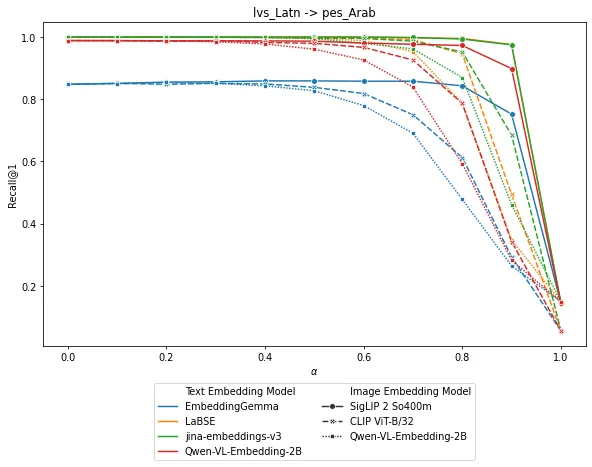 lvs_Latn -> pes_Arab
Recall@1
1.0
0.8
0.6
0.4
0.2
0.0 0.2 0.4 0.6 0.8 1.0
α
Text Embedding Model Image Embedding Model
EmbeddingGemma SigLIP 2 So400m
LaBSE CLIP ViT-B/32
jina-embeddings-v3 Qwen-VL-Embedding-2B
Qwen-VL-Embedding-2B